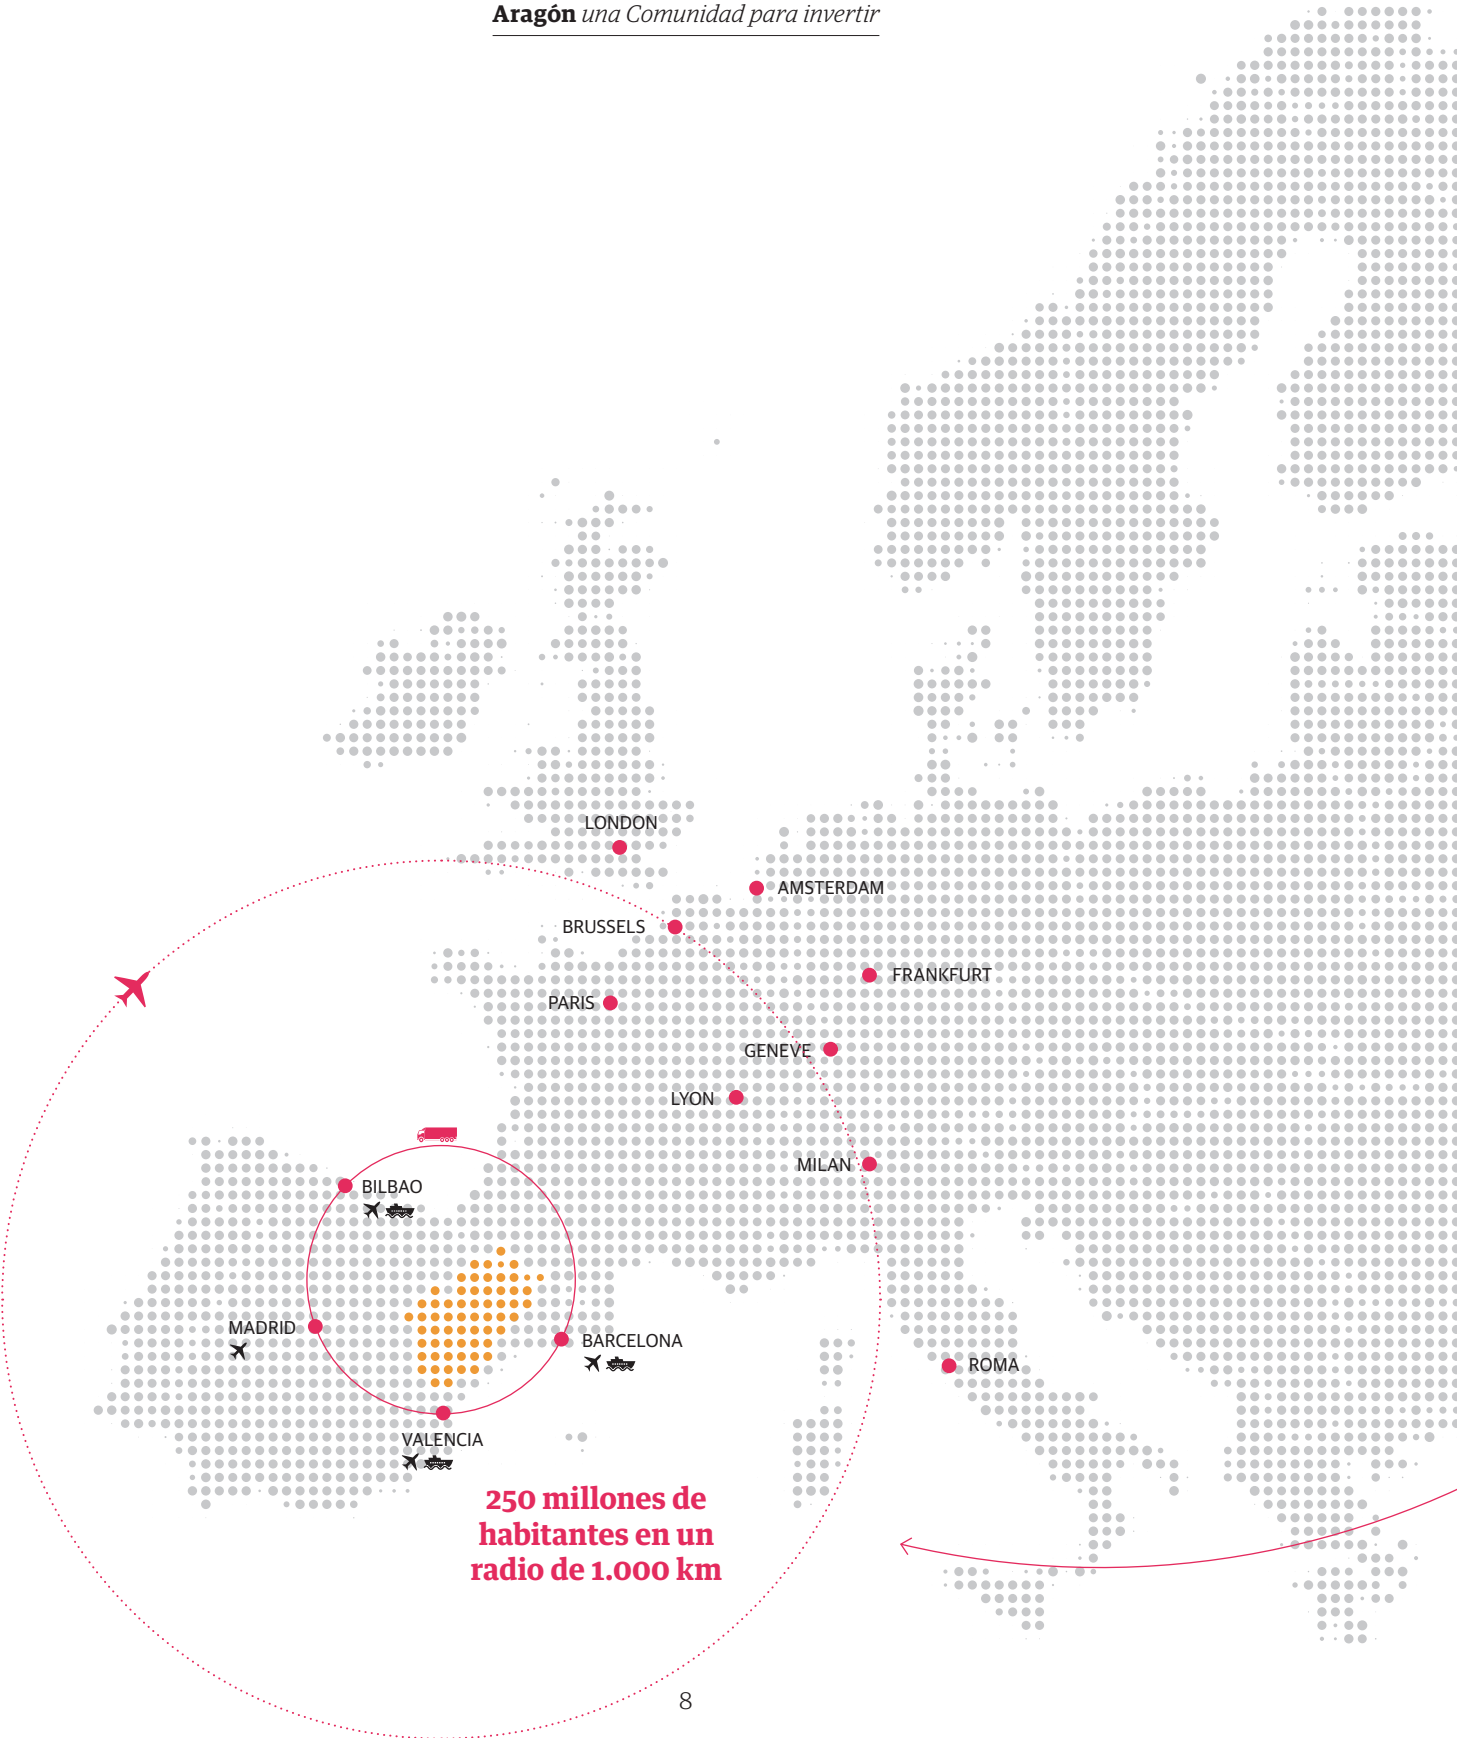 Aragón una Comunidad para invertir
LONDON
AMSTERDAM
BRUSSELS
FRANKFURT
PARIS
GENEVE
LYON
MILAN
BILBAO
MADRID
BARCELONA
ROMA
VALENCIA
250 millones de
habitantes en un
radio de 1.000 km
8